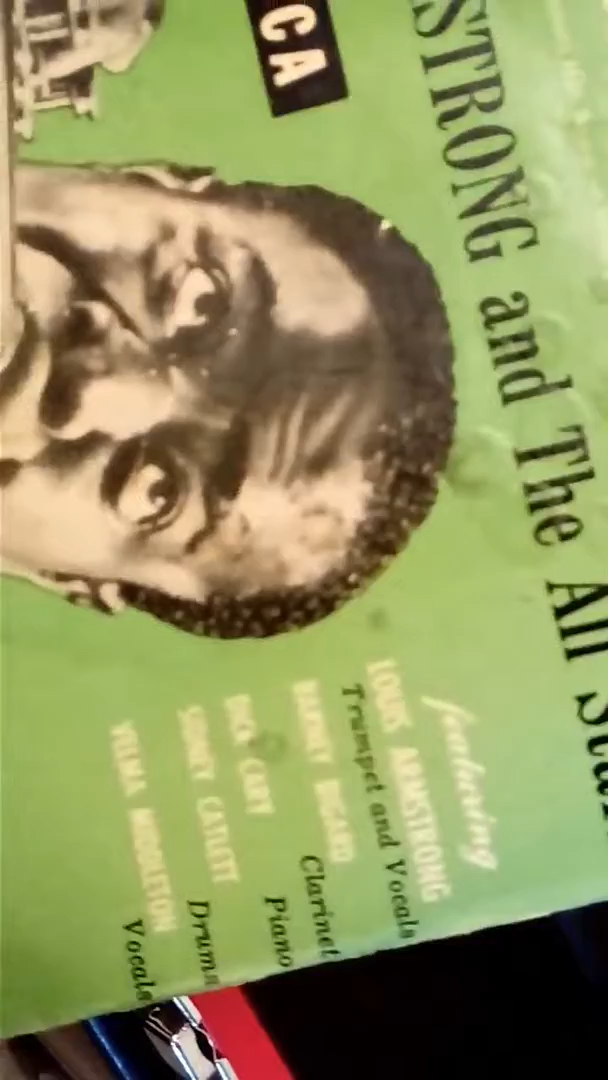 STRONG and The All Sta
CA
featuring
LOUIS ARMSTRONG
Trumpet and Vocals
BARNEY BIGARD Clarinet
DICK CARY Piano
SIDNEY CATLETT Drums
VELMA MIDDLETON Vocals